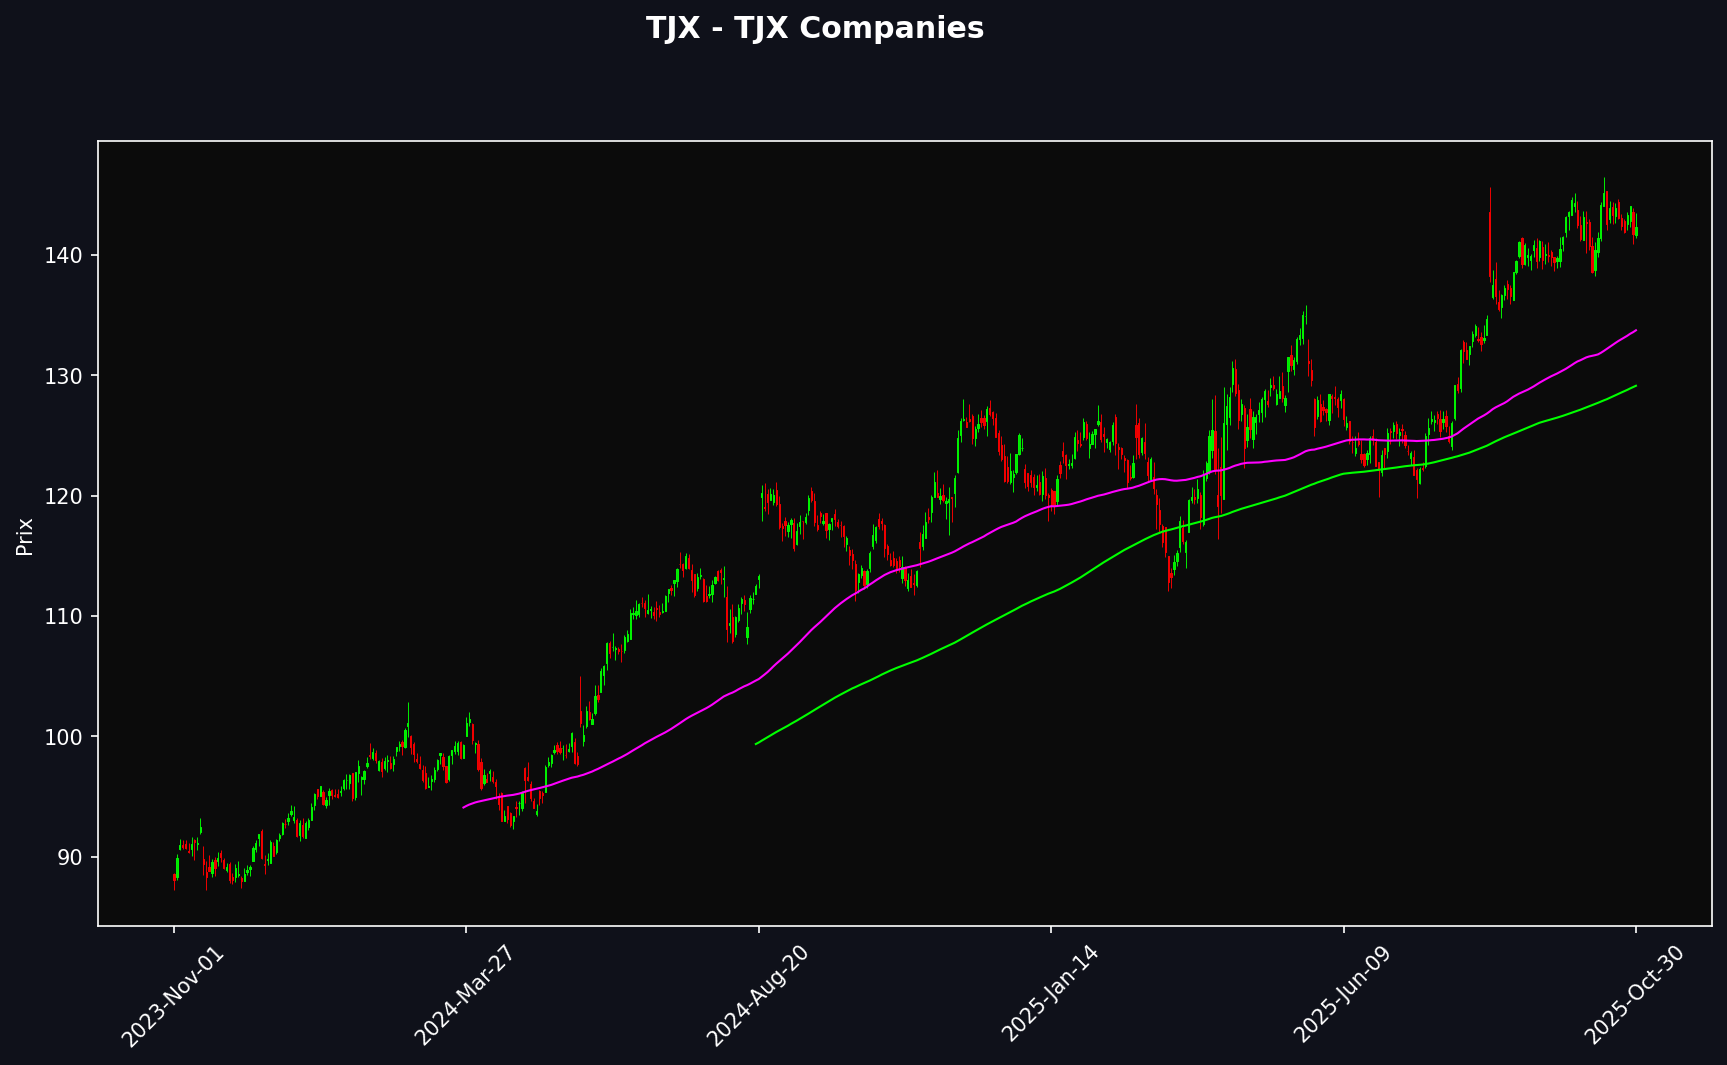 TJX - TJX Companies
Prix
140
130
120
110
100
90
2023-Nov-01
2024-Mar-27
2024-Aug-20
2025-Jan-14
2025-Jun-09
2025-Oct-30